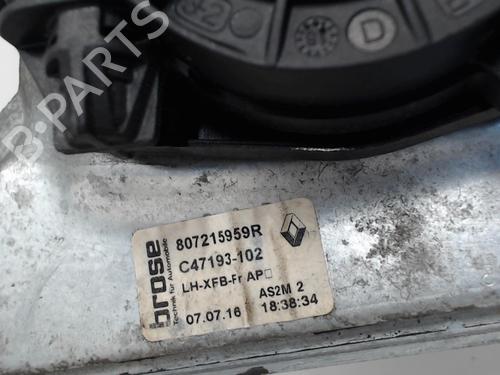 B-PARTS
D
brose
Technik für Automobile
807215959R
C47193-102
LH-XFB-Fr AP
AS2M 2
07.07.16 18:38:34